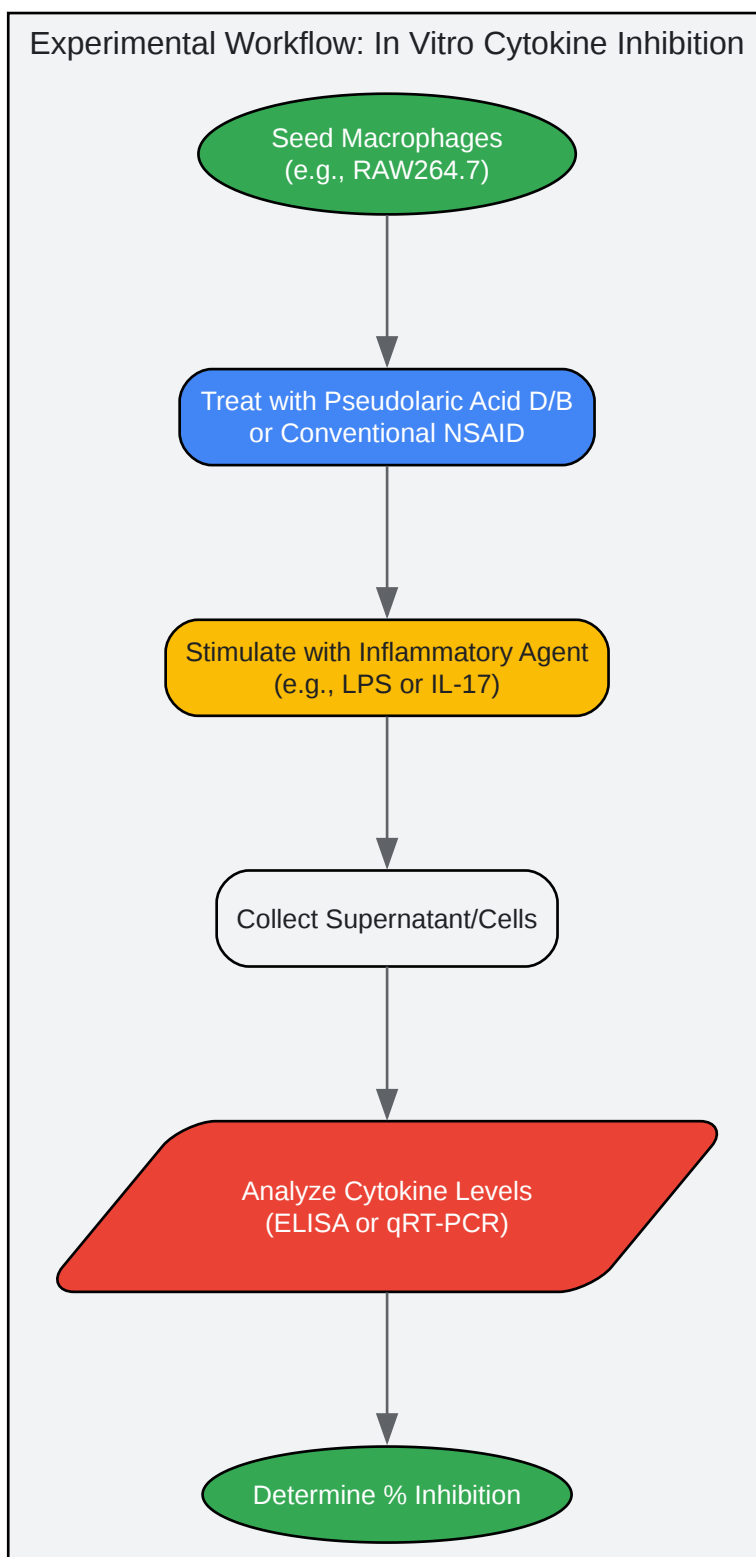 Experimental Workflow: In Vitro Cytokine Inhibition
Seed Macrophages
(e.g., RAW264.7)
Treat with Pseudolaric Acid D/B
or Conventional NSAID
Stimulate with Inflammatory Agent
(e.g., LPS or IL-17)
Collect Supernatant/Cells
Analyze Cytokine Levels
(ELISA or qRT-PCR)
Determine % Inhibition